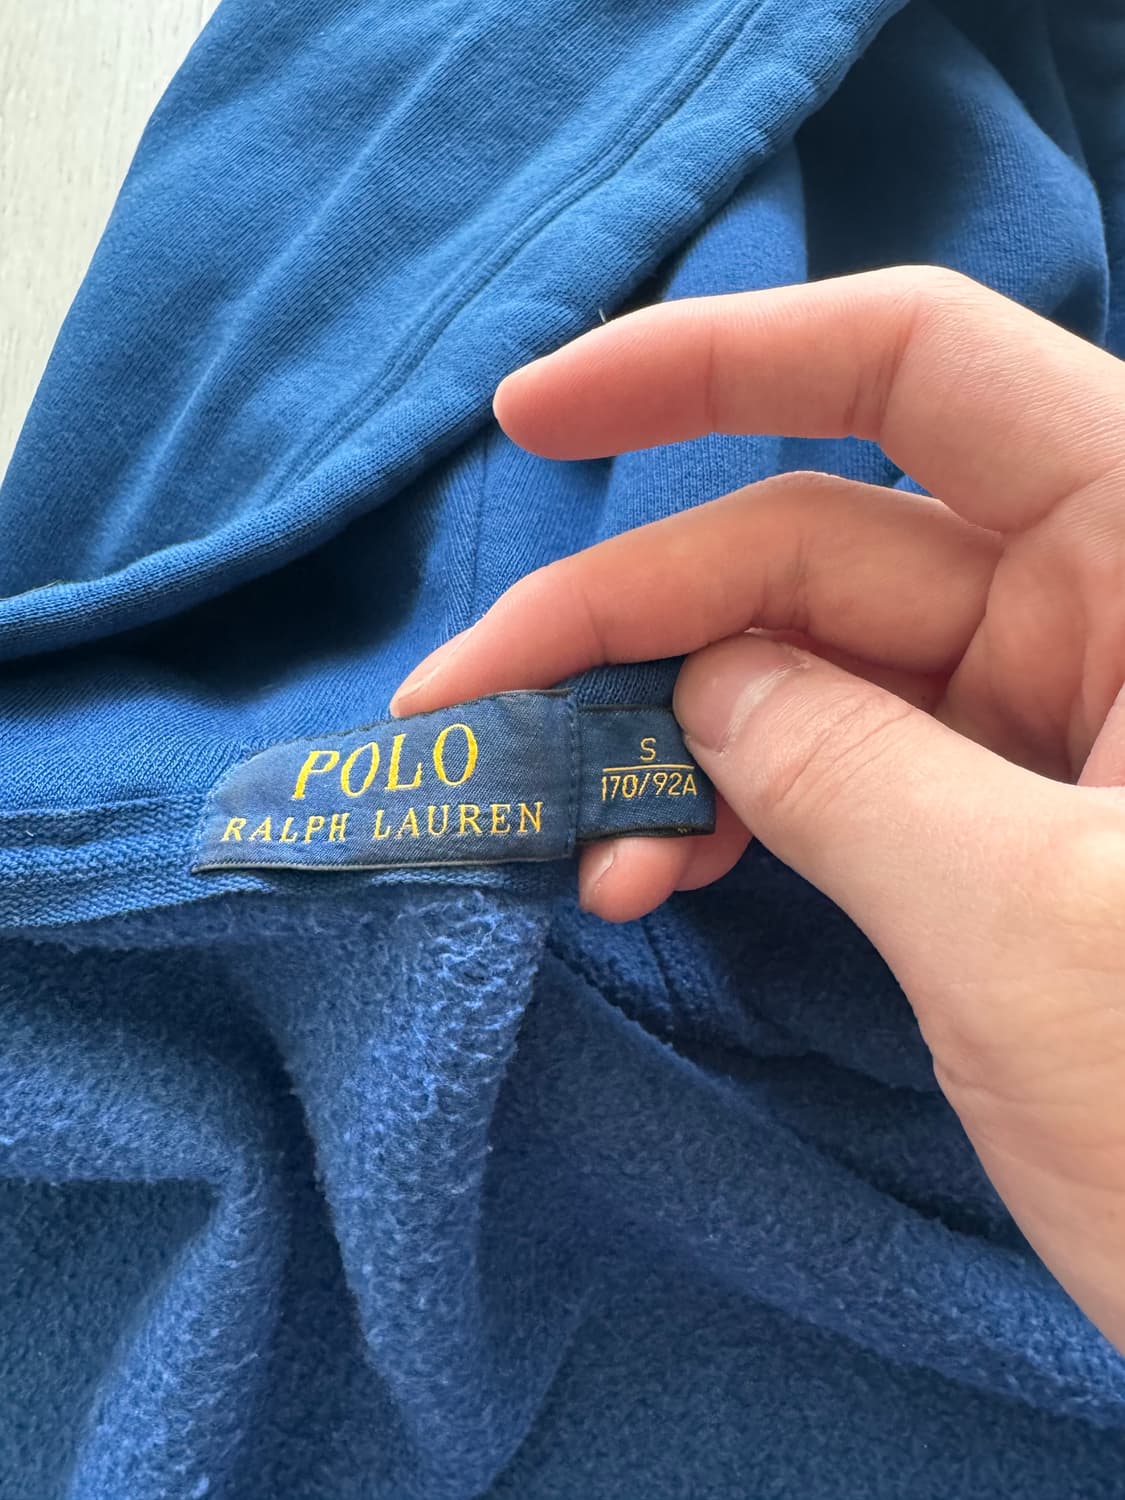 POLO
RALPH LAUREN
S
170/92A